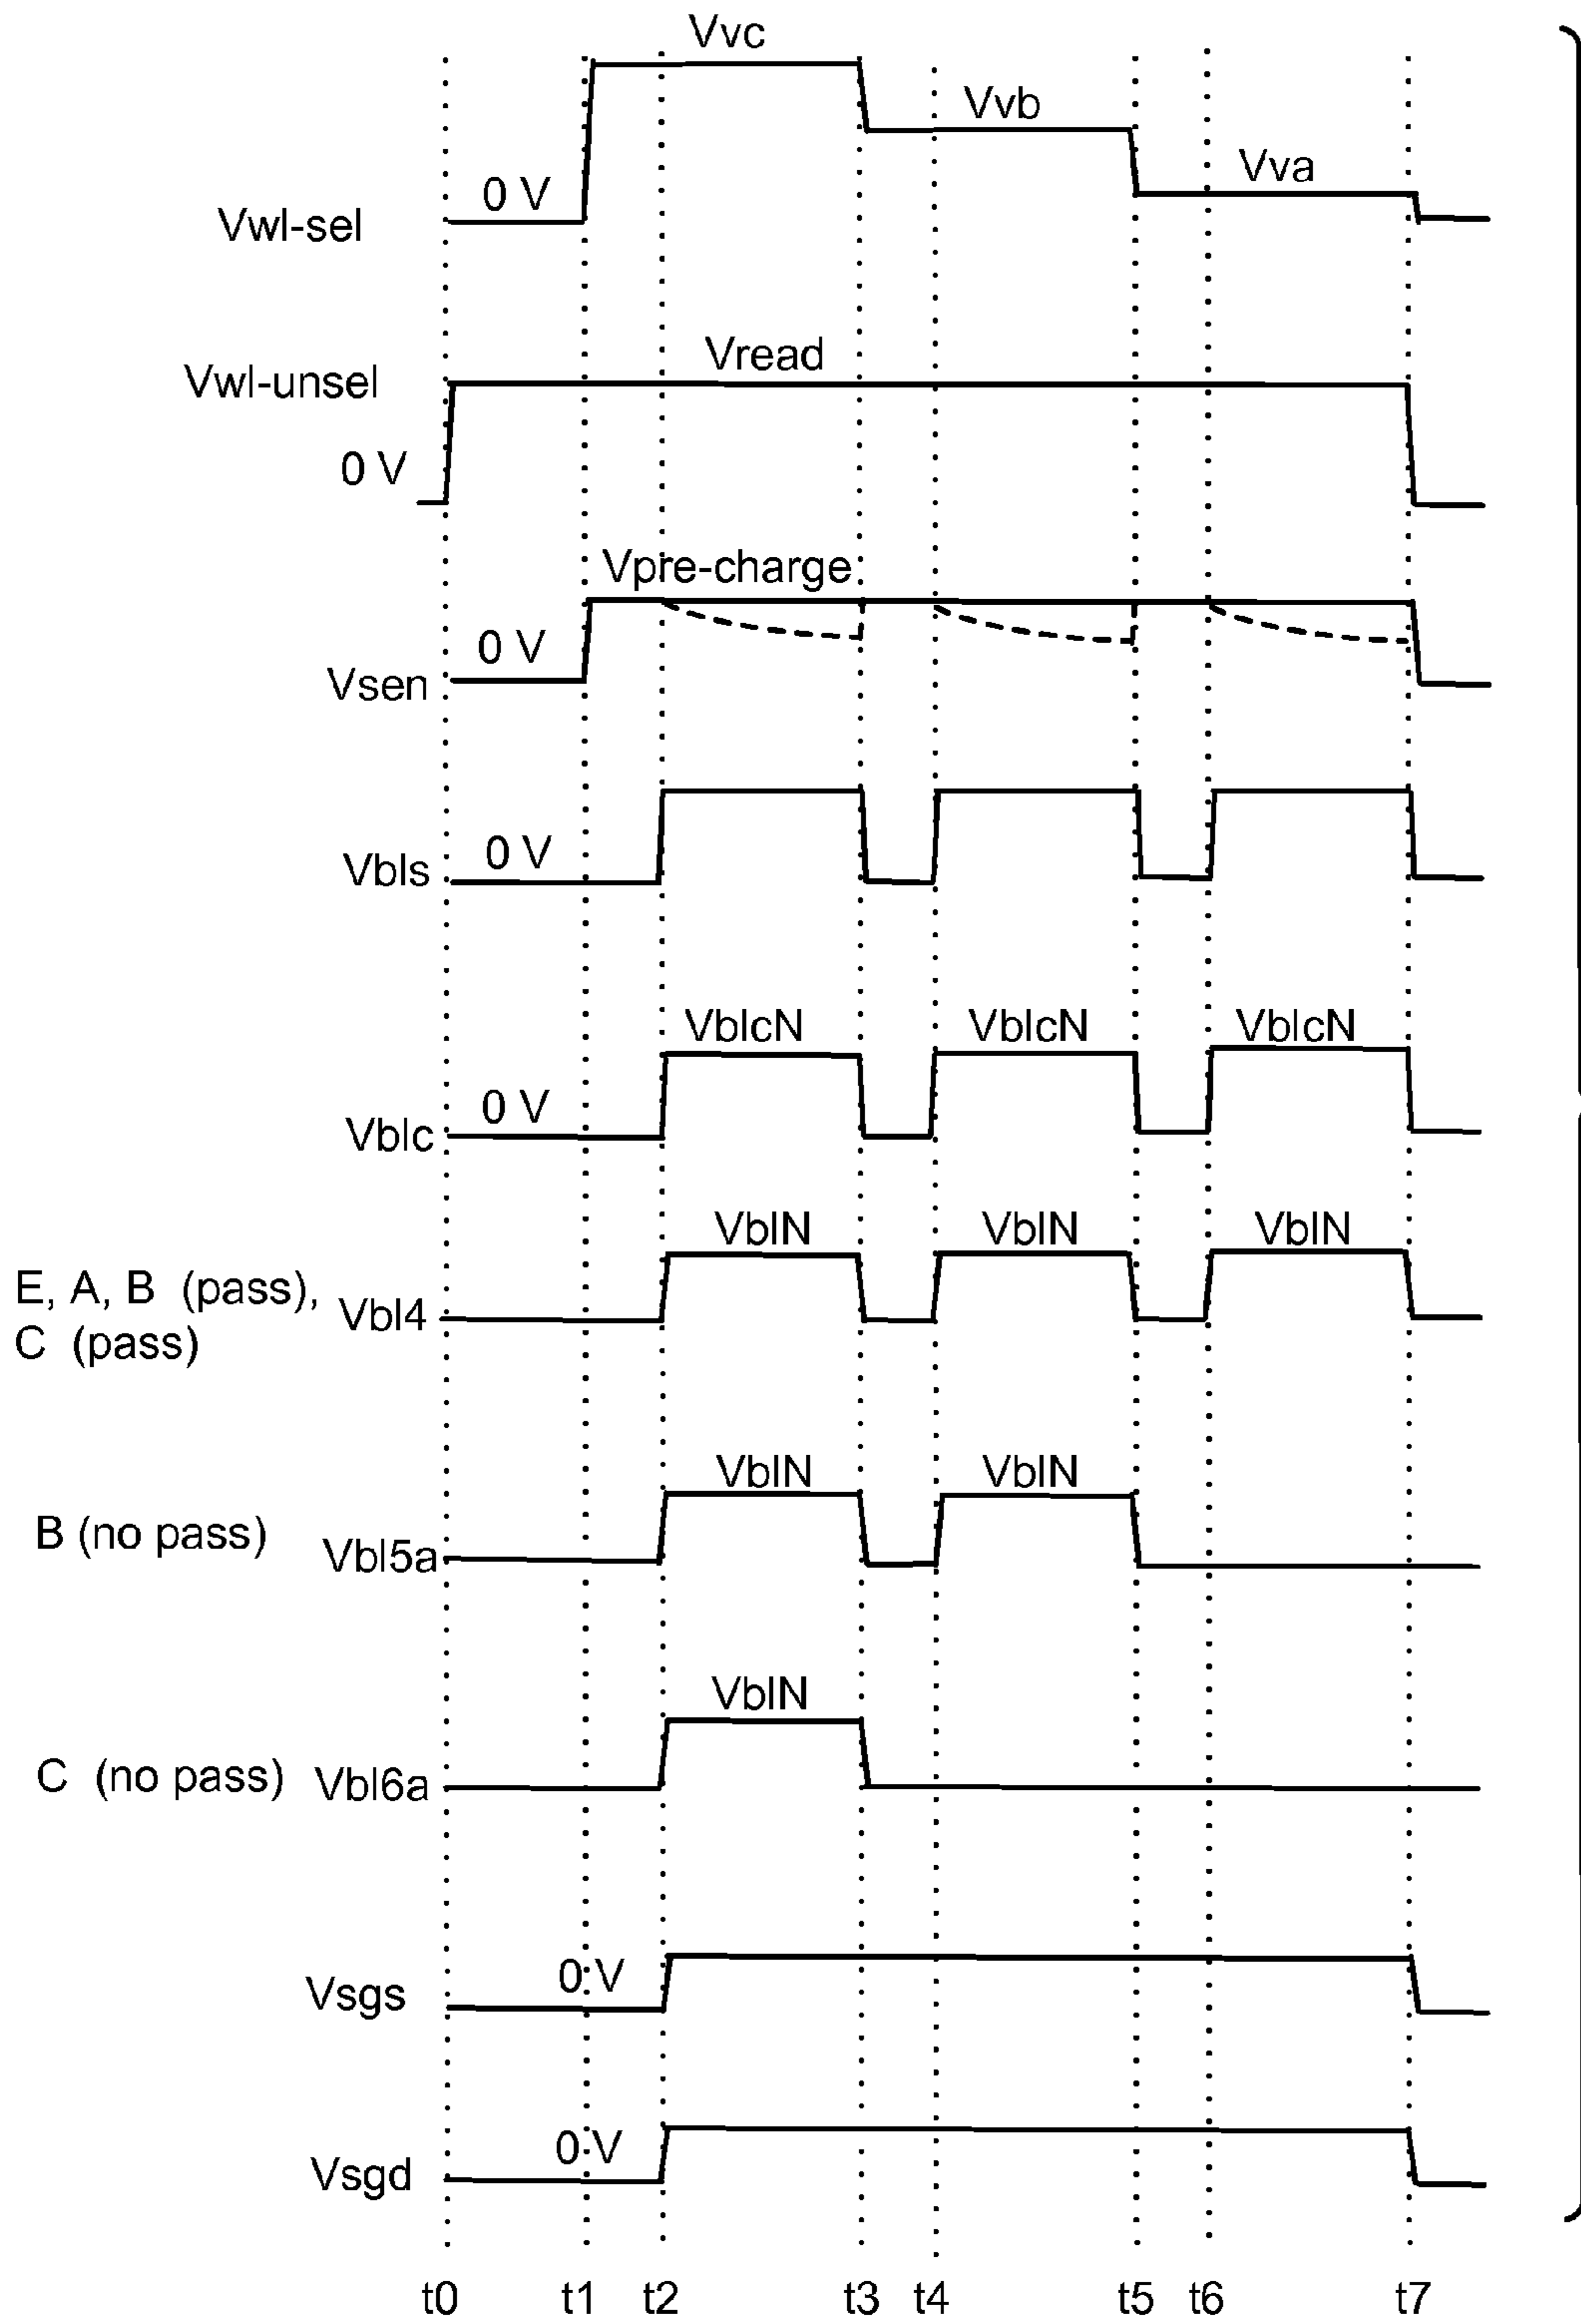 Vvc
Vvb
Vva
0 V
Vwl-sel
Vread
Vwl-unsel
0 V
Vpre-charge
0 V
Vsen
0 V
Vbls
VblcN VblcN VblcN
0 V
Vblc
VblN VblN VblN
E, A, B (pass),
C (pass)
Vbl4
VblN VblN
B (no pass)
Vbl5a
VblN
C (no pass) Vbl6a
0 V
Vsgs
0 V
Vsgd
t0 t1 t2 t3 t4 t5 t6 t7